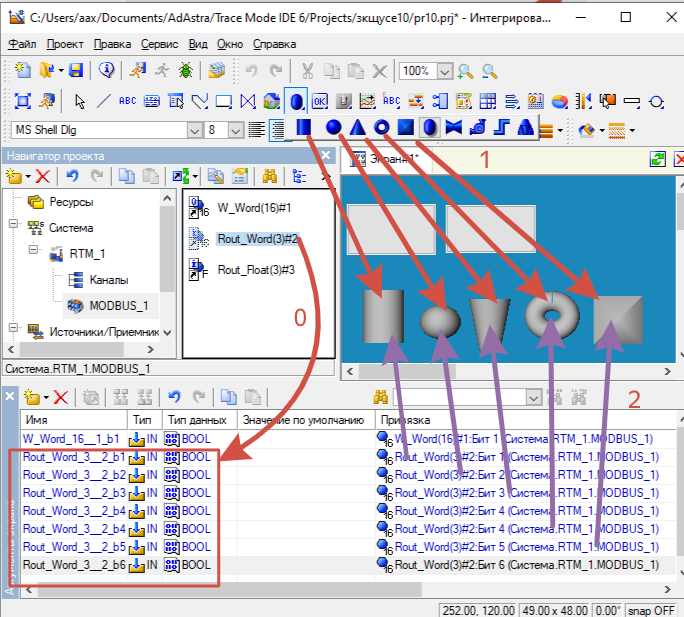 C:/Users/aax/Documents/AdAstra/Trace Mode IDE 6/Projects/зкщусе10/pr10.prj* - Интегрирова...
Файл Проект Правка Сервис Вид Окно Справка
100%
ABC
OK
ABC
MS Shell Dlg
8
Навигатор проекта
Экран#1*
1
Ресурсы
Система
RTM_1
Каналы
MODBUS_1
Источники/Приемник
W_Word(16)#1
Rout_Word(3)#2
Rout_Float(3)#3
0
Система.RTM_1.MODBUS_1
2
Имя Тип Тип данных Значение по умолчанию Привязка
W_Word_16__1_b1 IN BOOL W_Word(16)#1:Бит 1 (Система.RTM_1.MODBUS_1)
Rout_Word_3__2_b1 IN BOOL Rout_Word(3)#2:Бит 1 (Система.RTM_1.MODBUS_1)
Rout_Word_3__2_b2 IN BOOL Rout_Word(3)#2:Бит 2 (Система.RTM_1.MODBUS_1)
Rout_Word_3__2_b3 IN BOOL Rout_Word(3)#2:Бит 3 (Система.RTM_1.MODBUS_1)
Rout_Word_3__2_b4 IN BOOL Rout_Word(3)#2:Бит 4 (Система.RTM_1.MODBUS_1)
Rout_Word_3__2_b4 IN BOOL Rout_Word(3)#2:Бит 4 (Система.RTM_1.MODBUS_1)
Rout_Word_3__2_b5 IN BOOL Rout_Word(3)#2:Бит 5 (Система.RTM_1.MODBUS_1)
Rout_Word_3__2_b6 IN BOOL Rout_Word(3)#2:Бит 6 (Система.RTM_1.MODBUS_1)
252.00, 120.00 49.00 x 48.00 0.00° snap OFF